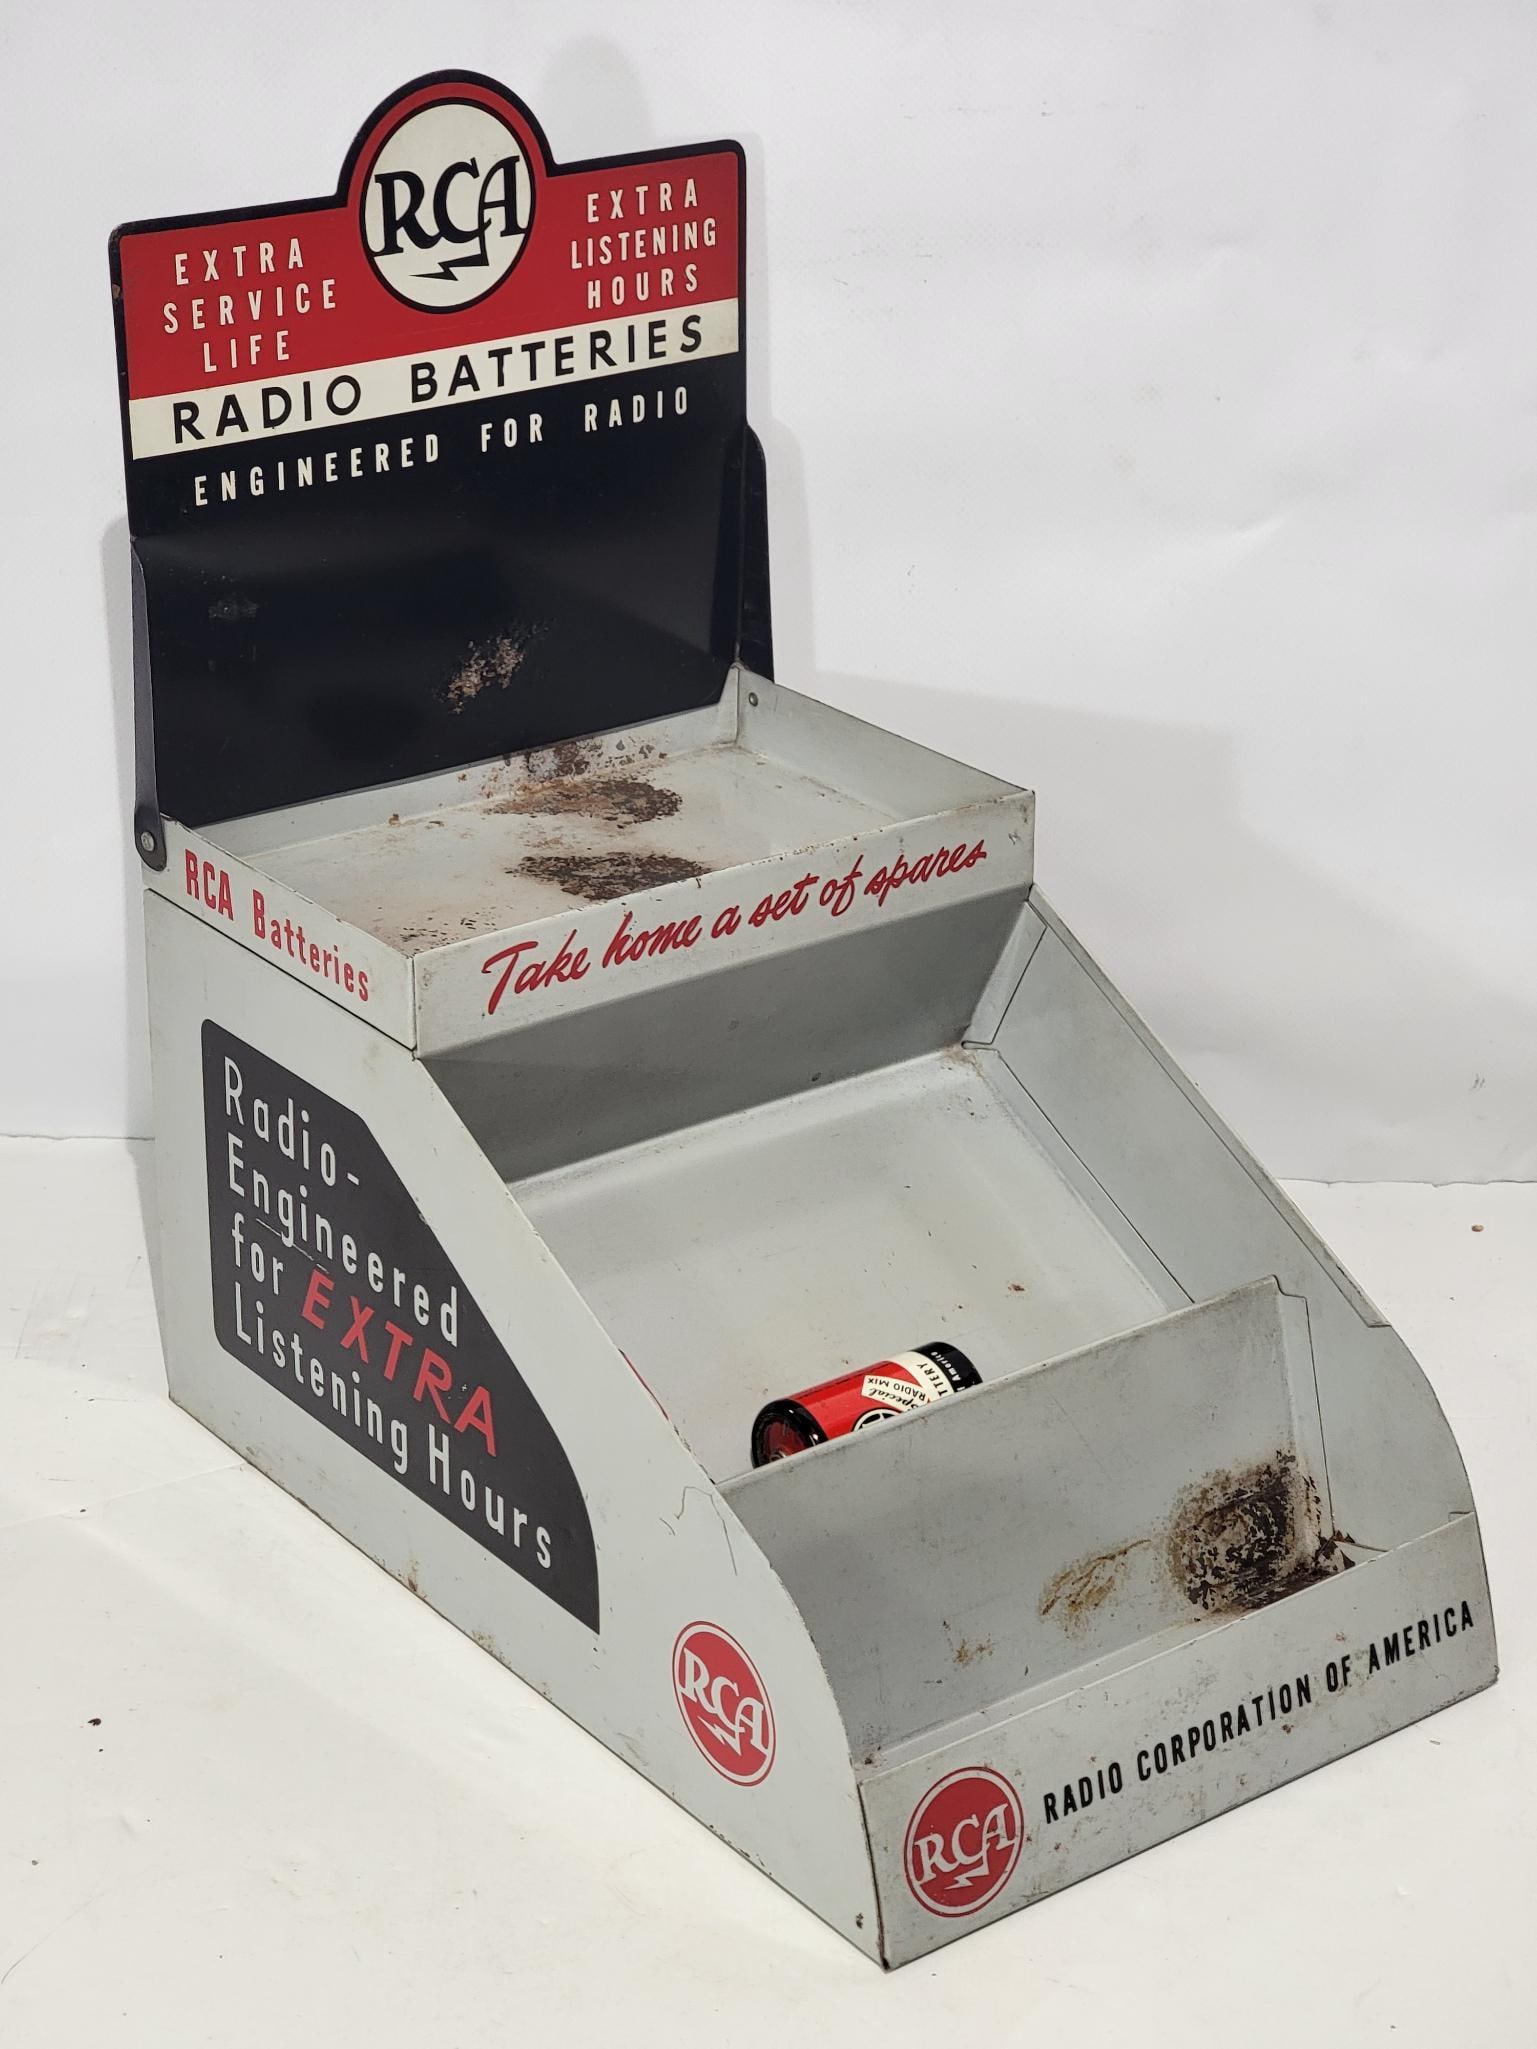 RCA
EXTRA
SERVICE
LIFE
EXTRA
LISTENING
HOURS
RADIO BATTERIES
ENGINEERED FOR RADIO
RCA Batteries
Take home a set of spares
Radio-
Engineered
for EXTRA
Listening Hours
Special
RADIO MIX
RCA
RCA
RADIO CORPORATION OF AMERICA